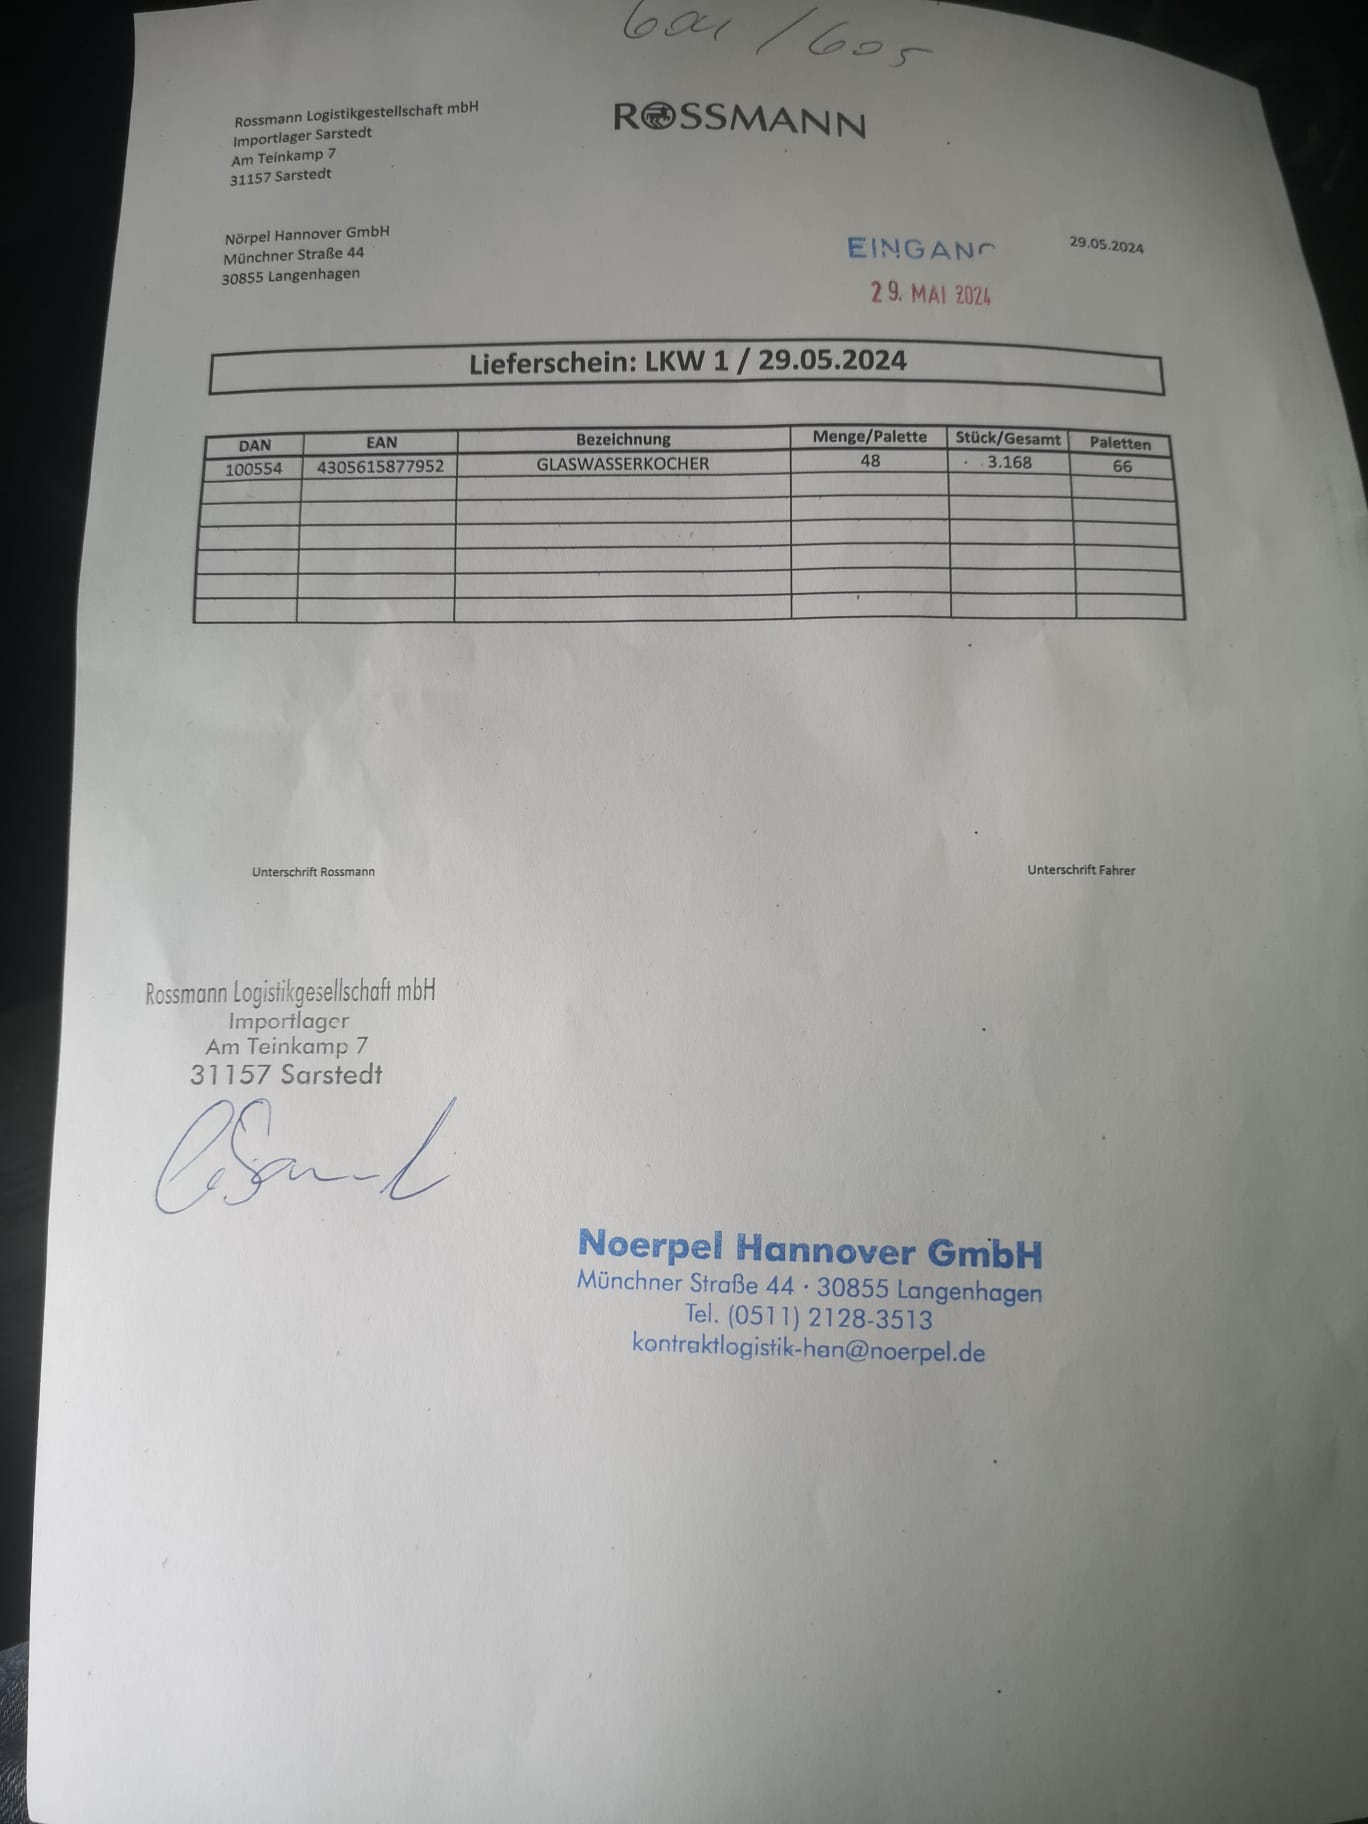 601 / 605
ROSSMANN
Rossmann Logistikgestellschaft mbH
Importlager Sarstedt
Am Teinkamp 7
31157 Sarstedt
Nörpel Hannover GmbH
Münchner Straße 44
30855 Langenhagen
EINGANG
29. MAI 2024
29.05.2024
Lieferschein: LKW 1 / 29.05.2024
DAN EAN Bezeichnung Menge/Palette Stück/Gesamt Paletten
100554 4305615877952 GLASWASSERKOCHER 48 3.168 66
Unterschrift Rossmann Unterschrift Fahrer
Rossmann Logistikgesellschaft mbH
Importlager
Am Teinkamp 7
31157 Sarstedt
Noerpel Hannover GmbH
Münchner Straße 44 · 30855 Langenhagen
Tel. (0511) 2128-3513
kontraktlogistik-han@noerpel.de